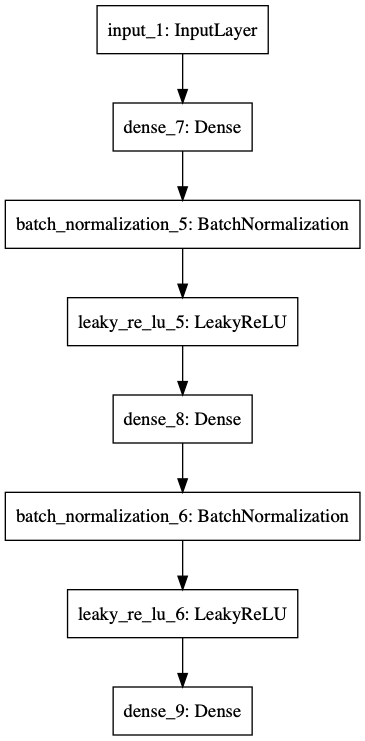 input_1: InputLayer
dense_7: Dense
batch_normalization_5: BatchNormalization
leaky_re_lu_5: LeakyReLU
dense_8: Dense
batch_normalization_6: BatchNormalization
leaky_re_lu_6: LeakyReLU
dense_9: Dense